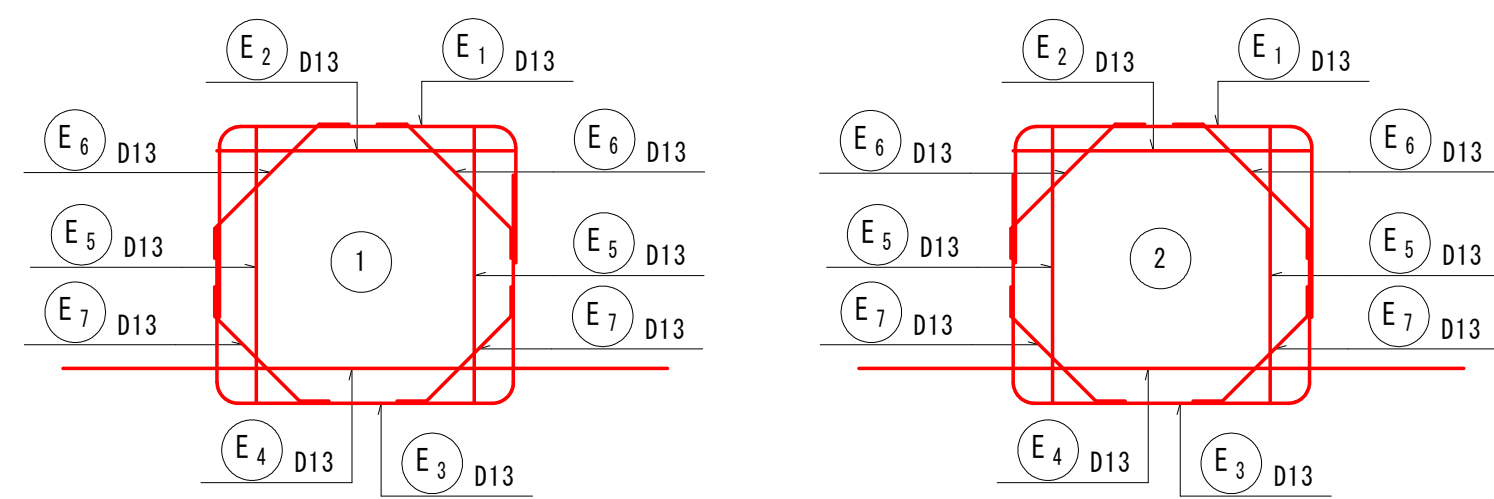 E2 D13 E1 D13 E2 D13 E1 D13
E6 D13 E6 D13 E6 D13 E6 D13
E5 D13 1 E5 D13 E5 D13 2 E5 D13
E7 D13 E7 D13 E7 D13 E7 D13
E4 D13 E3 D13 E4 D13 E3 D13